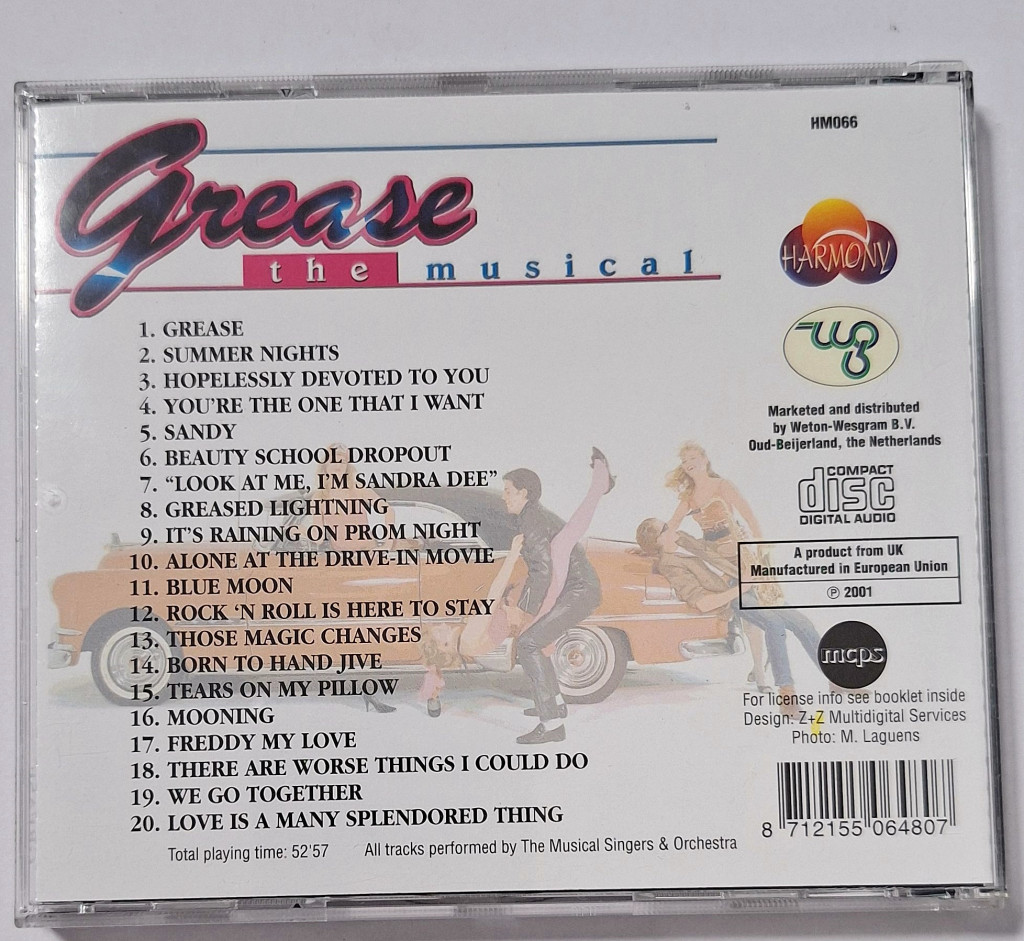 HM066
Grease
the musical
HARMONY
wg
1. GREASE
2. SUMMER NIGHTS
3. HOPELESSLY DEVOTED TO YOU
4. YOU'RE THE ONE THAT I WANT
5. SANDY
6. BEAUTY SCHOOL DROPOUT
7. “LOOK AT ME, I'M SANDRA DEE”
8. GREASED LIGHTNING
9. IT'S RAINING ON PROM NIGHT
10. ALONE AT THE DRIVE-IN MOVIE
11. BLUE MOON
12. ROCK 'N ROLL IS HERE TO STAY
13. THOSE MAGIC CHANGES
14. BORN TO HAND JIVE
15. TEARS ON MY PILLOW
16. MOONING
17. FREDDY MY LOVE
18. THERE ARE WORSE THINGS I COULD DO
19. WE GO TOGETHER
20. LOVE IS A MANY SPLENDORED THING
Total playing time: 52'57 All tracks performed by The Musical Singers & Orchestra
Marketed and distributed
by Weton-Wesgram B.V.
Oud-Beijerland, the Netherlands
COMPACT
disc
DIGITAL AUDIO
A product from UK
Manufactured in European Union
℗ 2001
mcps
For license info see booklet inside
Design: Z+Z Multidigital Services
Photo: M. Laguens
8 712155 064807